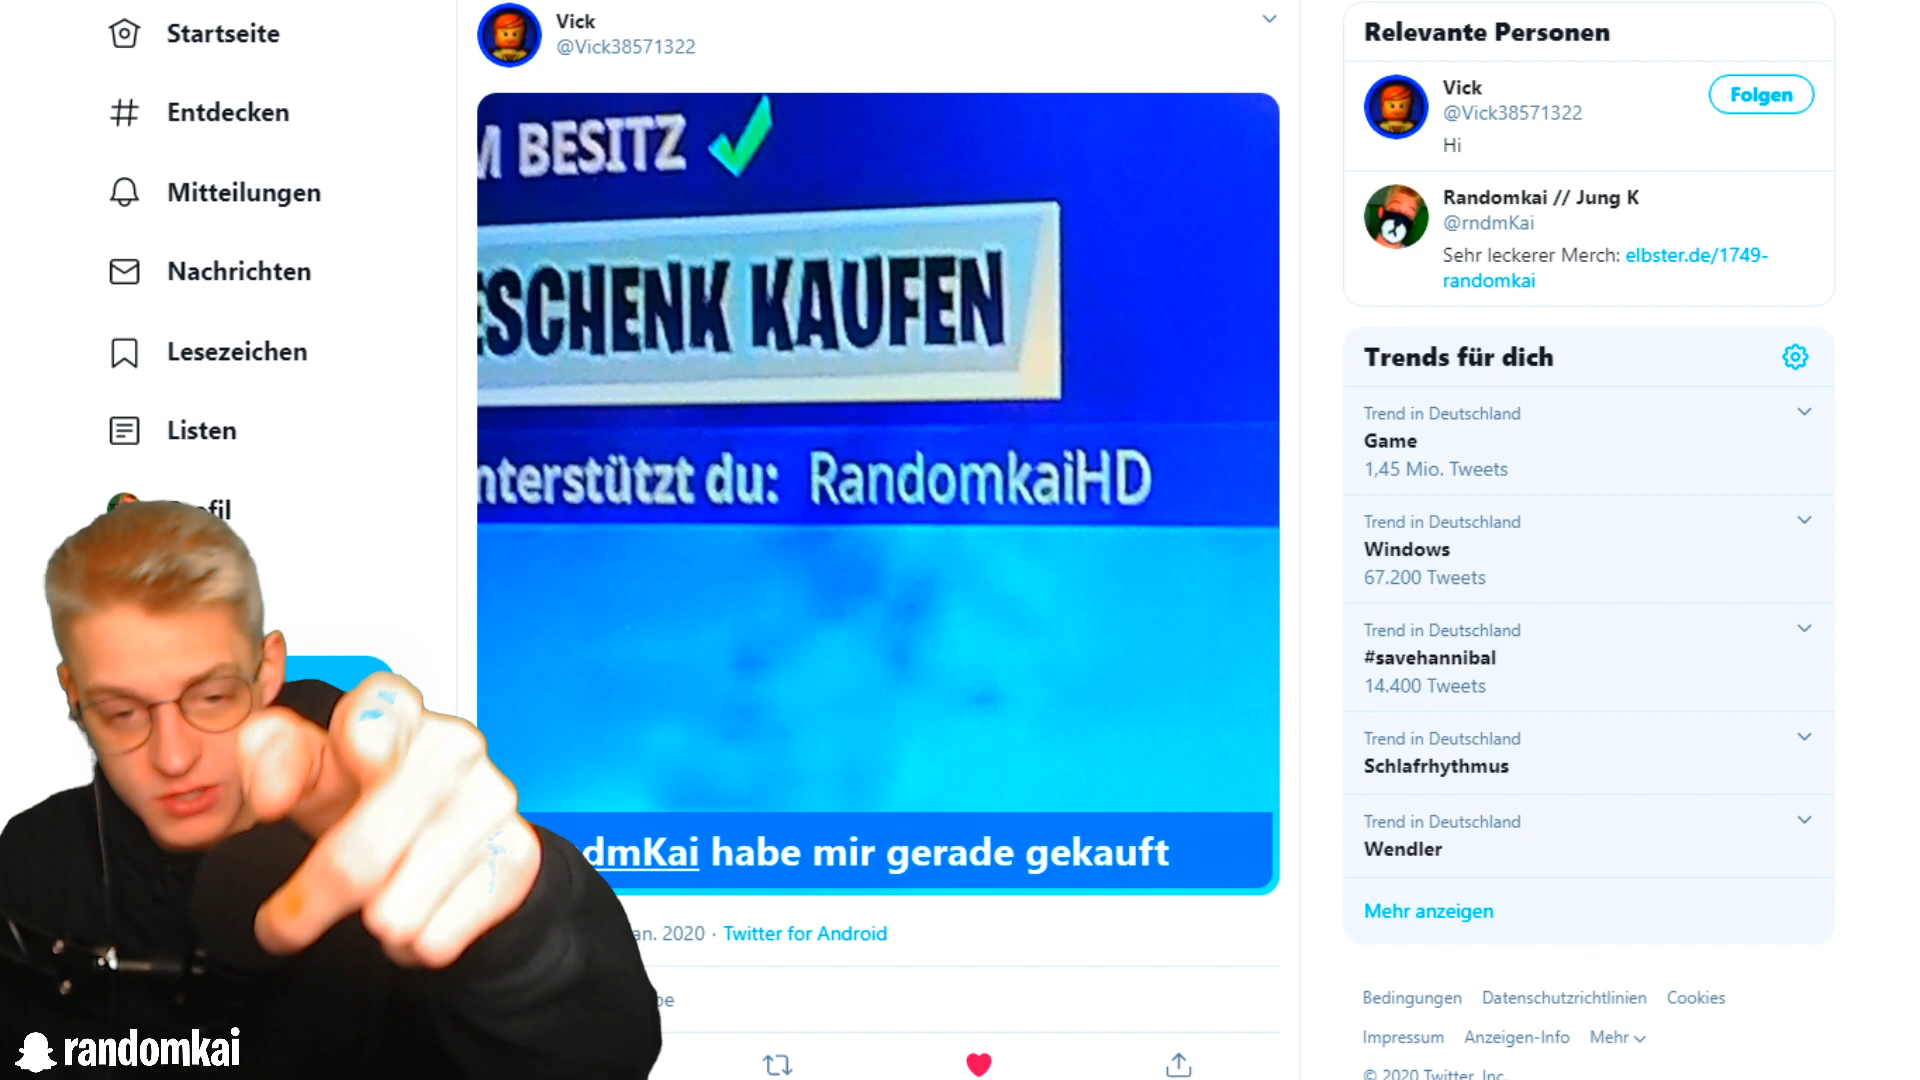 Startseite
Entdecken
Mitteilungen
Nachrichten
Lesezeichen
Listen
randomkai
Vick
@Vick38571322
BESITZ
KAUFEN
du: RandomkaiHD
habe mir gerade gekauft
2020 · Twitter for Android
Relevante Personen
Vick
@Vick38571322
Folgen
Hi
Randomkai // Jung K
@rndmKai
Sehr leckerer Merch: elbster.de/1749-
randomkai
Trends für dich
Trend in Deutschland
Game
1,45 Mio. Tweets
Trend in Deutschland
Windows
67.200 Tweets
Trend in Deutschland
#savehannibal
14.400 Tweets
Trend in Deutschland
Schlafrhythmus
Trend in Deutschland
Wendler
Mehr anzeigen
Bedingungen Datenschutzrichtlinien Cookies
Impressum Anzeigen-Info Mehr
© 2020 Twitter, Inc.